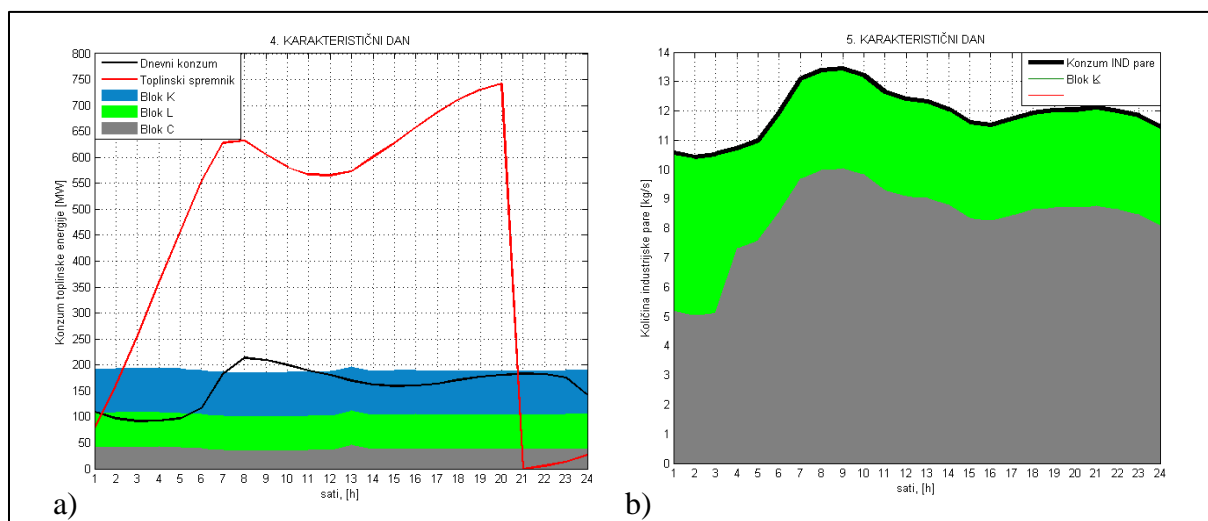 4. KARAKTERISTIČNI DAN
800
750
700
650
600
550
500
450
400
350
300
250
200
150
100
50
0
Konzum toplinske energije [MW]
Dnevni konzum
Toplinski spremnik
Blok K
Blok L
Blok C
1 2 3 4 5 6 7 8 9 10 11 12 13 14 15 16 17 18 19 20 21 22 23 24
sati, [h]
a)
5. KARAKTERISTIČNI DAN
14
13
12
11
10
9
8
7
6
5
4
3
2
1
0
Količina industrijske pare [kg/s]
Konzum IND pare
Blok K
1 2 3 4 5 6 7 8 9 10 11 12 13 14 15 16 17 18 19 20 21 22 23 24
sati, [h]
b)